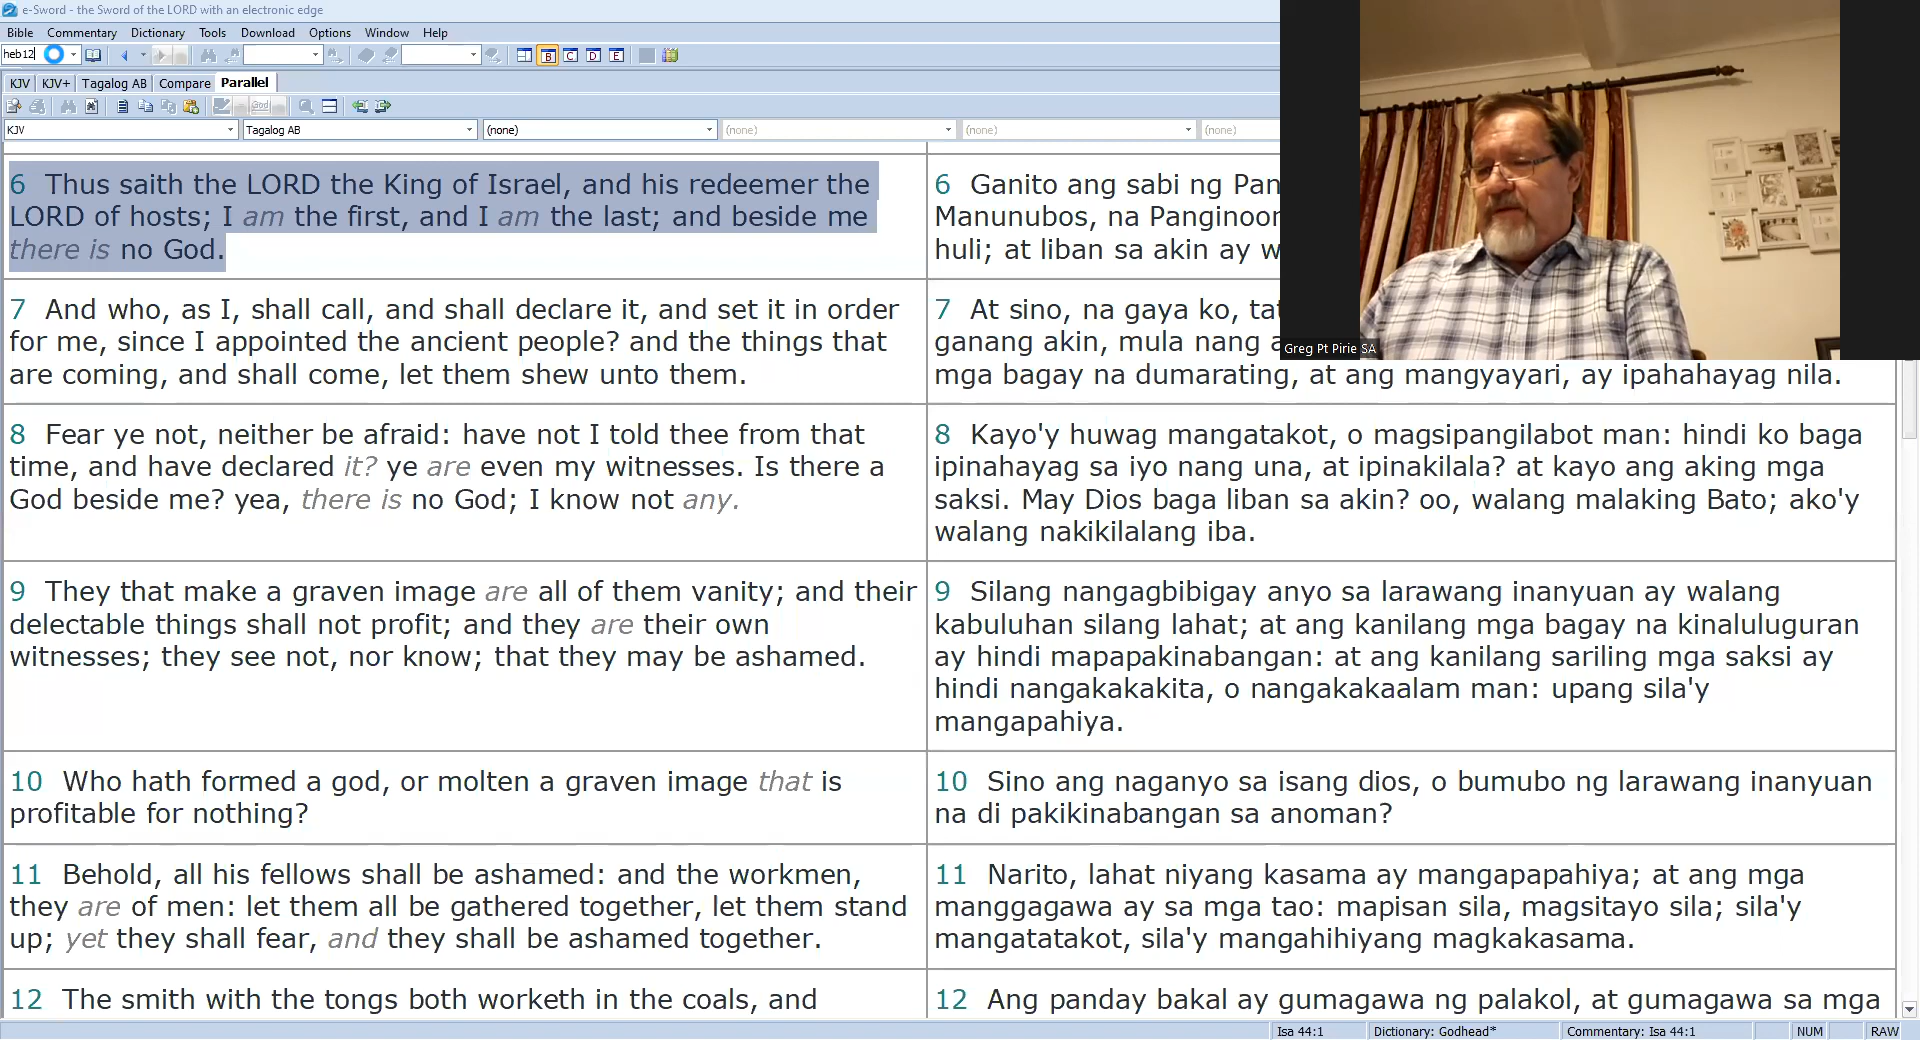 e-Sword - the Sword of the LORD with an electronic edge
Bible Commentary Dictionary Tools Download Options Window Help
heb12
B C D E
KJV KJV+ Tagalog AB Compare Parallel
God
KJV Tagalog AB (none) (none) (none) (none)
6 Thus saith the LORD the King of Israel, and his redeemer the
LORD of hosts; I am the first, and I am the last; and beside me
there is no God.
7 And who, as I, shall call, and shall declare it, and set it in order
for me, since I appointed the ancient people? and the things that
are coming, and shall come, let them shew unto them.
8 Fear ye not, neither be afraid: have not I told thee from that
time, and have declared it? ye are even my witnesses. Is there a
God beside me? yea, there is no God; I know not any.
9 They that make a graven image are all of them vanity; and their
delectable things shall not profit; and they are their own
witnesses; they see not, nor know; that they may be ashamed.
10 Who hath formed a god, or molten a graven image that is
profitable for nothing?
11 Behold, all his fellows shall be ashamed: and the workmen,
they are of men: let them all be gathered together, let them stand
up; yet they shall fear, and they shall be ashamed together.
12 The smith with the tongs both worketh in the coals, and
6 Ganito ang sabi ng Pan
Manunubos, na Panginoon
huli; at liban sa akin ay w
7 At sino, na gaya ko, tat
ganang akin, mula nang a
mga bagay na dumarating, at ang mangyayari, ay ipahahayag nila.
8 Kayo'y huwag mangatakot, o magsipangilabot man: hindi ko baga
ipinahayag sa iyo nang una, at ipinakilala? at kayo ang aking mga
saksi. May Dios baga liban sa akin? oo, walang malaking Bato; ako'y
walang nakikilalang iba.
9 Silang nangagbibigay anyo sa larawang inanyuan ay walang
kabuluhan silang lahat; at ang kanilang mga bagay na kinaluluguran
ay hindi mapapakinabangan: at ang kanilang sariling mga saksi ay
hindi nangakakakita, o nangakakaalam man: upang sila'y
mangapahiya.
10 Sino ang naganyo sa isang dios, o bumubo ng larawang inanyuan
na di pakikinabangan sa anoman?
11 Narito, lahat niyang kasama ay mangapapahiya; at ang mga
manggagawa ay sa mga tao: mapisan sila, magsitayo sila; sila'y
mangatatakot, sila'y mangahihiyang magkakasama.
12 Ang panday bakal ay gumagawa ng palakol, at gumagawa sa mga
Greg Pt Pirie SA
Isa 44:1 Dictionary: Godhead* Commentary: Isa 44:1 NUM RAW